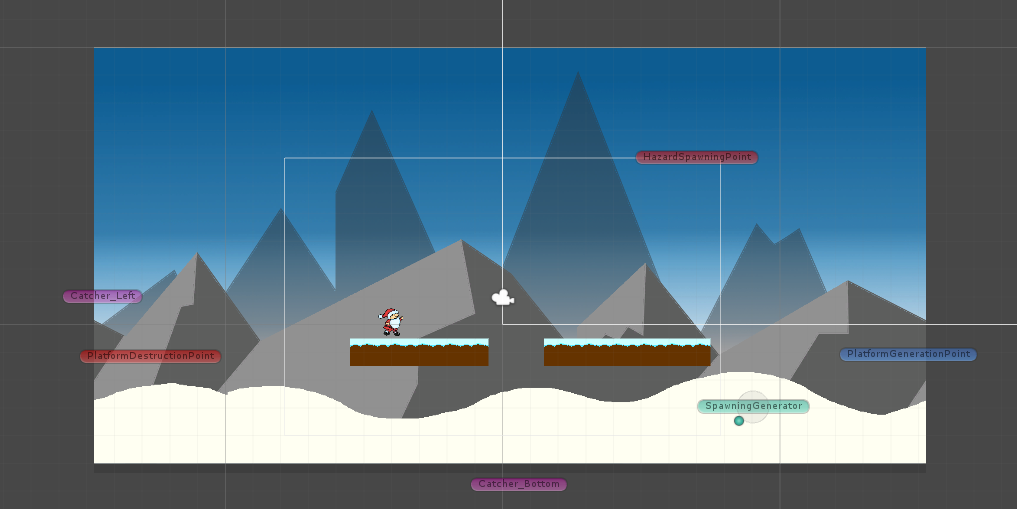 HazardSpawningPoint
Catcher_Left
PlatformDestructionPoint
PlatformGenerationPoint
SpawningGenerator
Catcher_Bottom